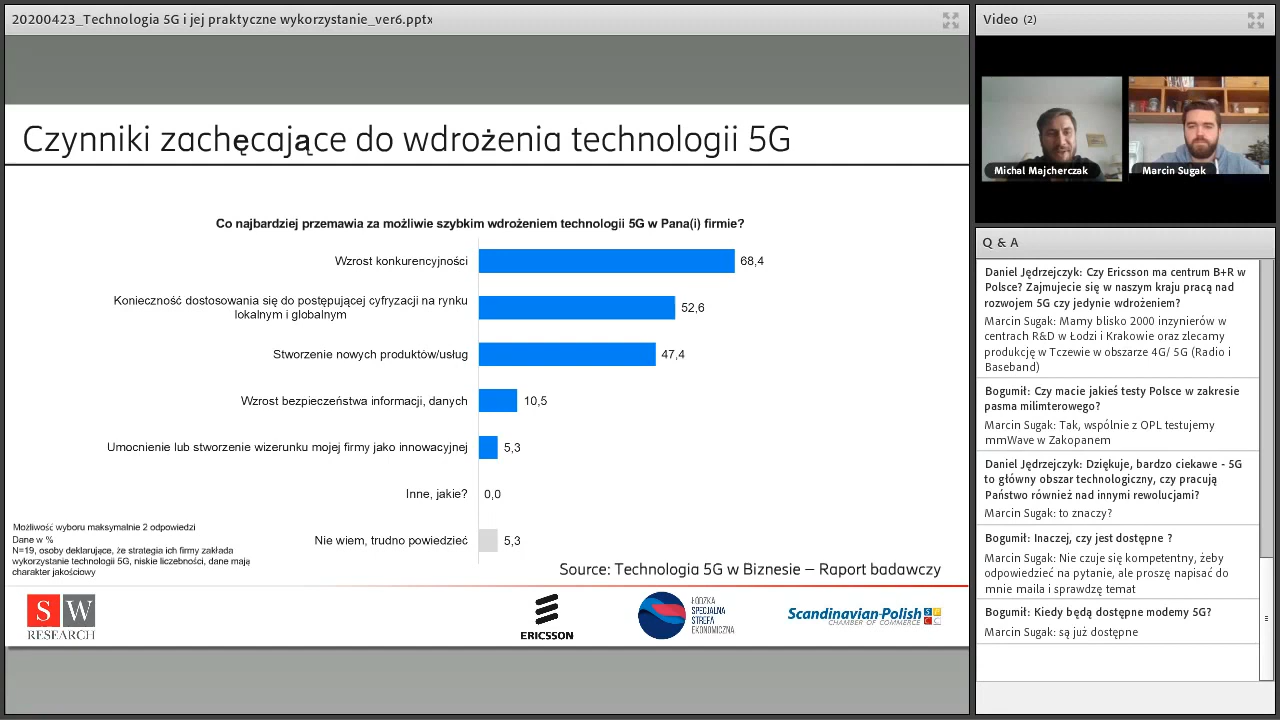 20200423_Technologia 5G i jej praktyczne wykorzystanie_ver6.pptx
Czynniki zachęcające do wdrożenia technologii 5G
Co najbardziej przemawia za możliwie szybkim wdrożeniem technologii 5G w Pana(i) firmie?
Wzrost konkurencyjności 68,4
Konieczność dostosowania się do postępującej cyfryzacji na rynku
lokalnym i globalnym 52,6
Stworzenie nowych produktów/usług 47,4
Wzrost bezpieczeństwa informacji, danych 10,5
Umocnienie lub stworzenie wizerunku mojej firmy jako innowacyjnej 5,3
Inne, jakie? 0,0
Nie wiem, trudno powiedzieć 5,3
Możliwość wyboru maksymalnie 2 odpowiedzi
Dane w %
N=19, osoby deklarujące, że strategia ich firmy zakłada
wykorzystanie technologii 5G, niskie liczebności, dane mają
charakter jakościowy
Source: Technologia 5G w Biznesie – Raport badawczy
SW
RESEARCH
ERICSSON
ŁÓDZKA
SPECJALNA
STREFA
EKONOMICZNA
Scandinavian-Polish
CHAMBER OF COMMERCE
Video (2)
Michal Majcherczak
Marcin Sugak
Q & A
Daniel Jędrzejczyk: Czy Ericsson ma centrum B+R w
Polsce? Zajmujecie się w naszym kraju pracą nad
rozwojem 5G czy jedynie wdrożeniem?
Marcin Sugak: Mamy blisko 2000 inzynierów w
centrach R&D w Łodzi i Krakowie oraz zlecamy
produkcję w Tczewie w obszarze 4G/ 5G (Radio i
Baseband)
Bogumił: Czy macie jakieś testy Polsce w zakresie
pasma milimterowego?
Marcin Sugak: Tak, wspólnie z OPL testujemy
mmWave w Zakopanem
Daniel Jędrzejczyk: Dziękuje, bardzo ciekawe - 5G
to główny obszar technologiczny, czy pracują
Państwo również nad innymi rewolucjami?
Marcin Sugak: to znaczy?
Bogumił: Inaczej, czy jest dostępne ?
Marcin Sugak: Nie czuje się kompetentny, żeby
odpowiedzieć na pytanie, ale proszę napisać do
mnie maila i sprawdzę temat
Bogumił: Kiedy będą dostępne modemy 5G?
Marcin Sugak: są już dostępne